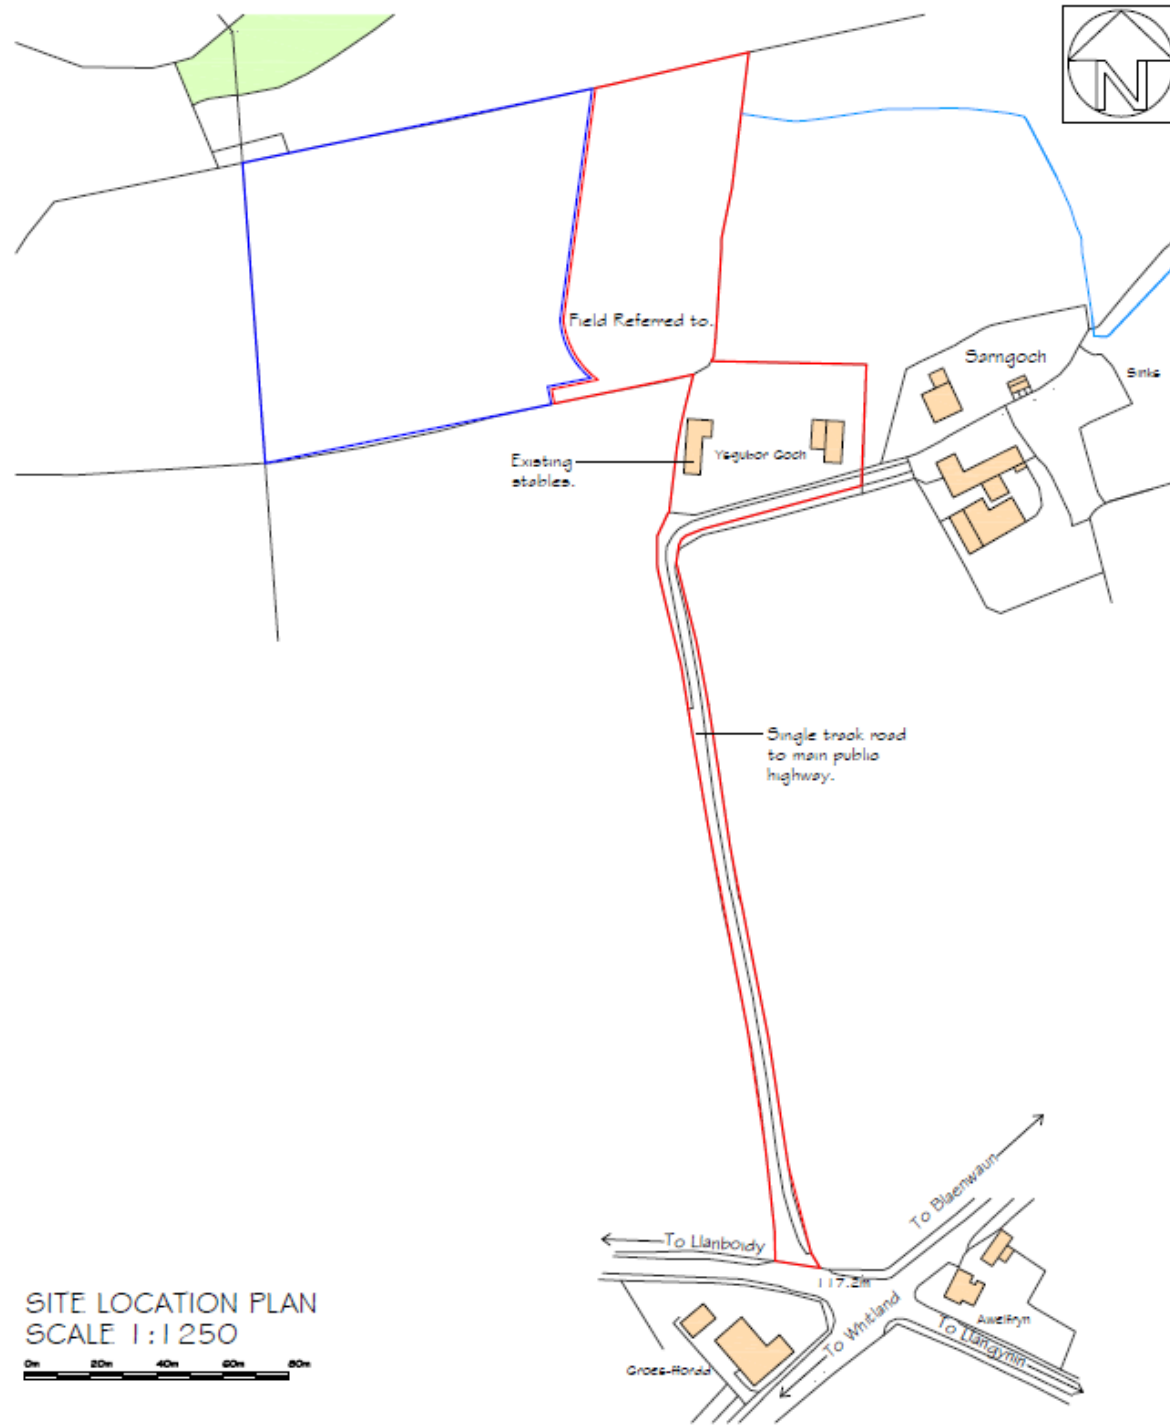 N
Field Referred to.
Sarngoch
Sinks
Existing
stables.
Ysgubor Goch
Single track road
to main public
highway.
To Blaenwaun
To Llanboidy
117.2m
To Whitland
Awelfryn
To Llangynin
Groes-ffordd
SITE LOCATION PLAN
SCALE 1:1250
0m 20m 40m 60m 80m